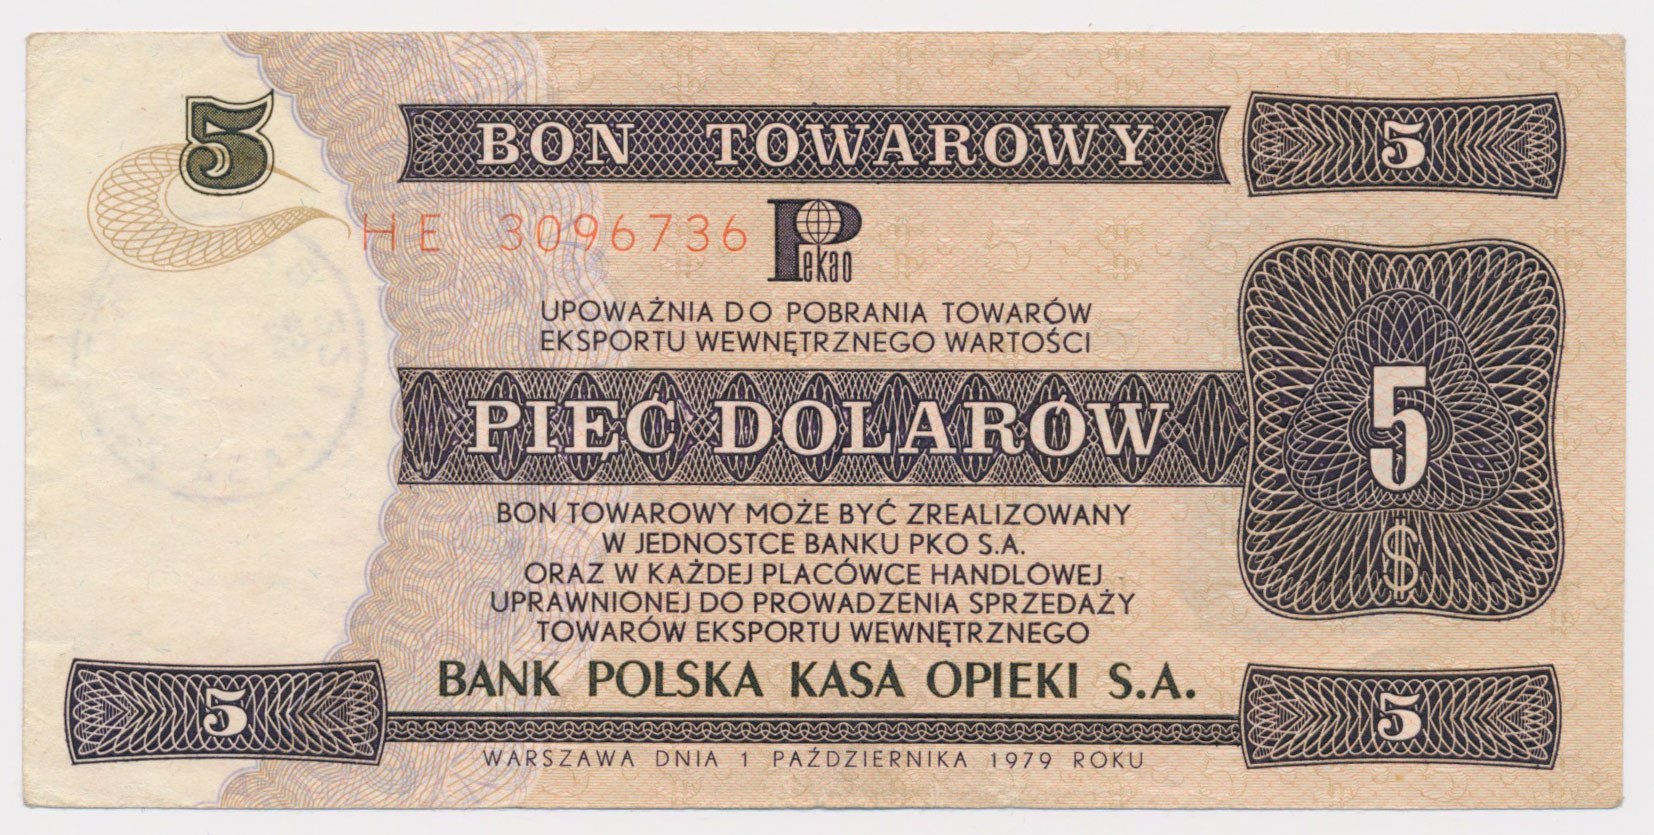 5
BON TOWAROWY
5
HE 3096736
Pekao
UPOWAŻNIA DO POBRANIA TOWARÓW
EKSPORTU WEWNĘTRZNEGO WARTOŚCI
PIĘĆ DOLARÓW
5
$
BON TOWAROWY MOŻE BYĆ ZREALIZOWANY
W JEDNOSTCE BANKU PKO S.A.
ORAZ W KAŻDEJ PLACÓWCE HANDLOWEJ
UPRAWNIONEJ DO PROWADZENIA SPRZEDAŻY
TOWARÓW EKSPORTU WEWNĘTRZNEGO
BANK POLSKA KASA OPIEKI S.A.
5
5
WARSZAWA DNIA 1 PAŹDZIERNIKA 1979 ROKU